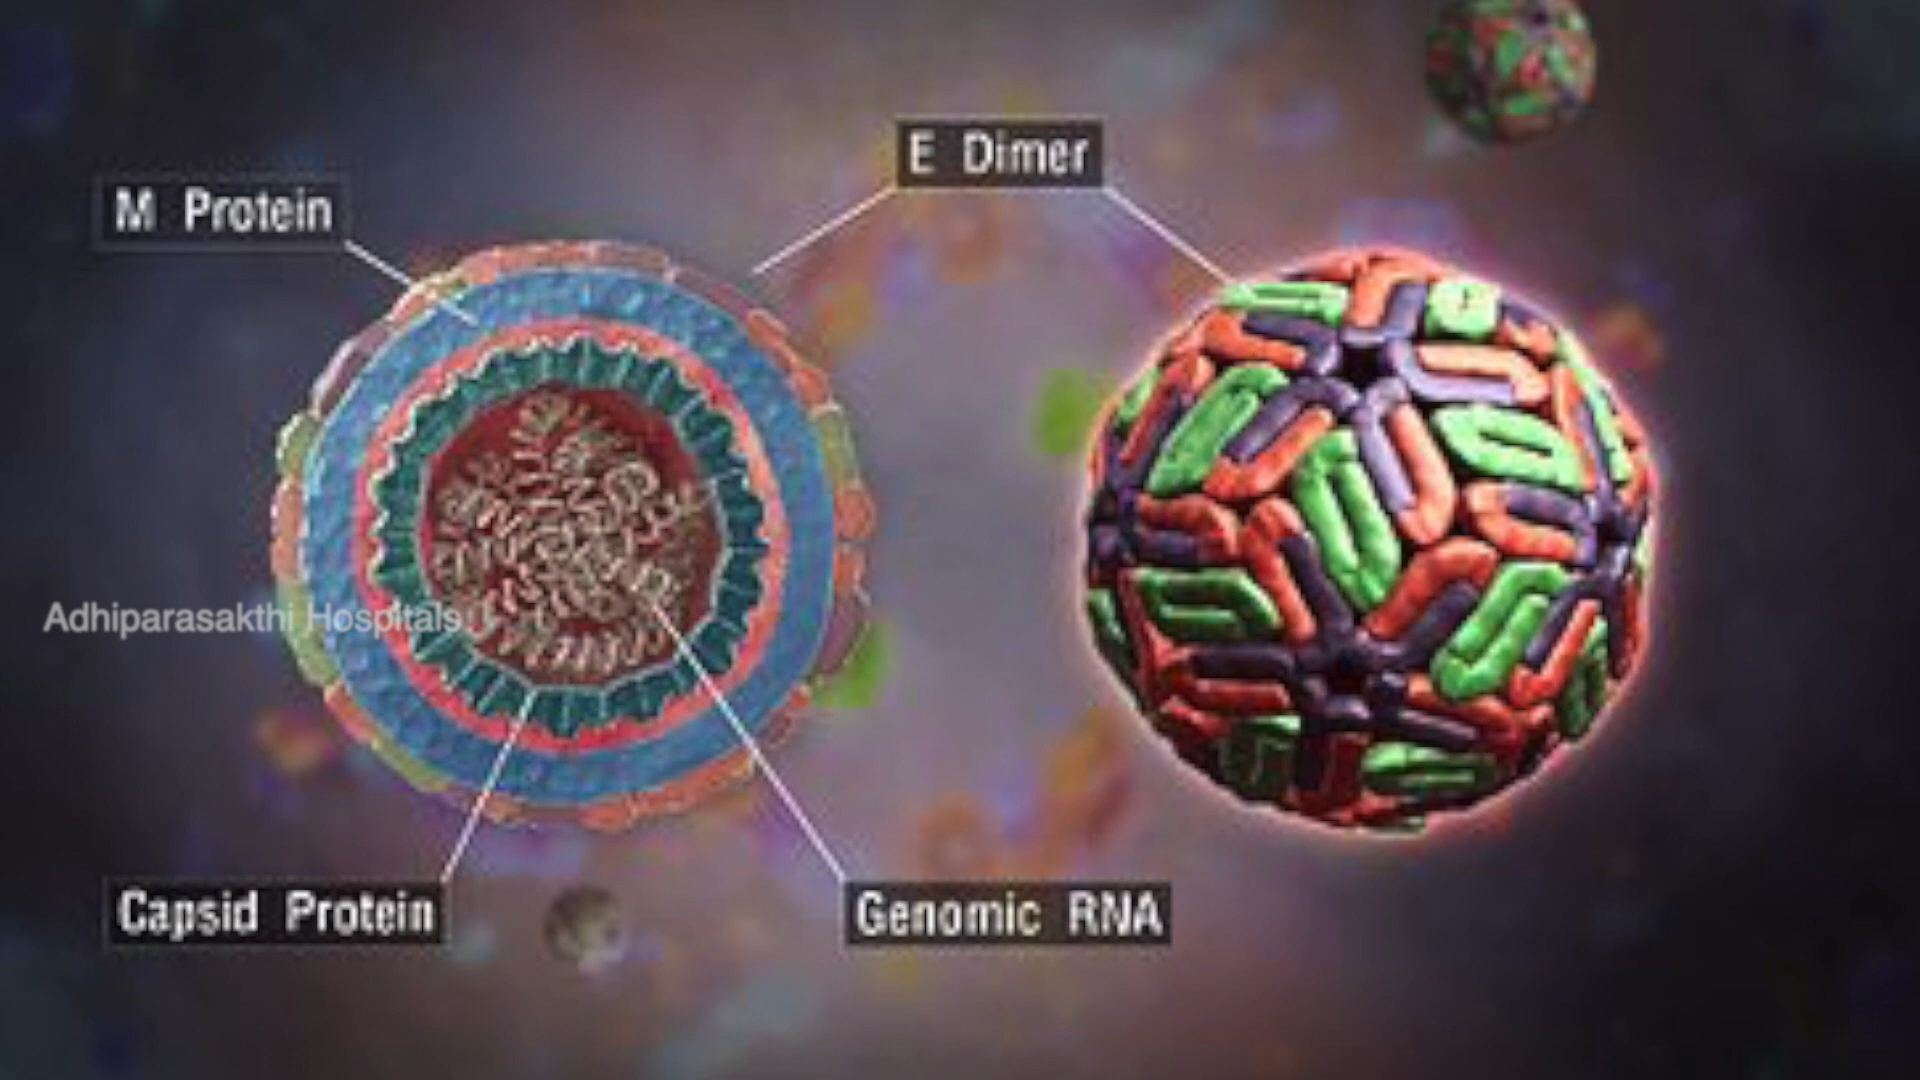 E Dimer
M Protein
Adhiparasakthi Hospitals
Capsid Protein
Genomic RNA